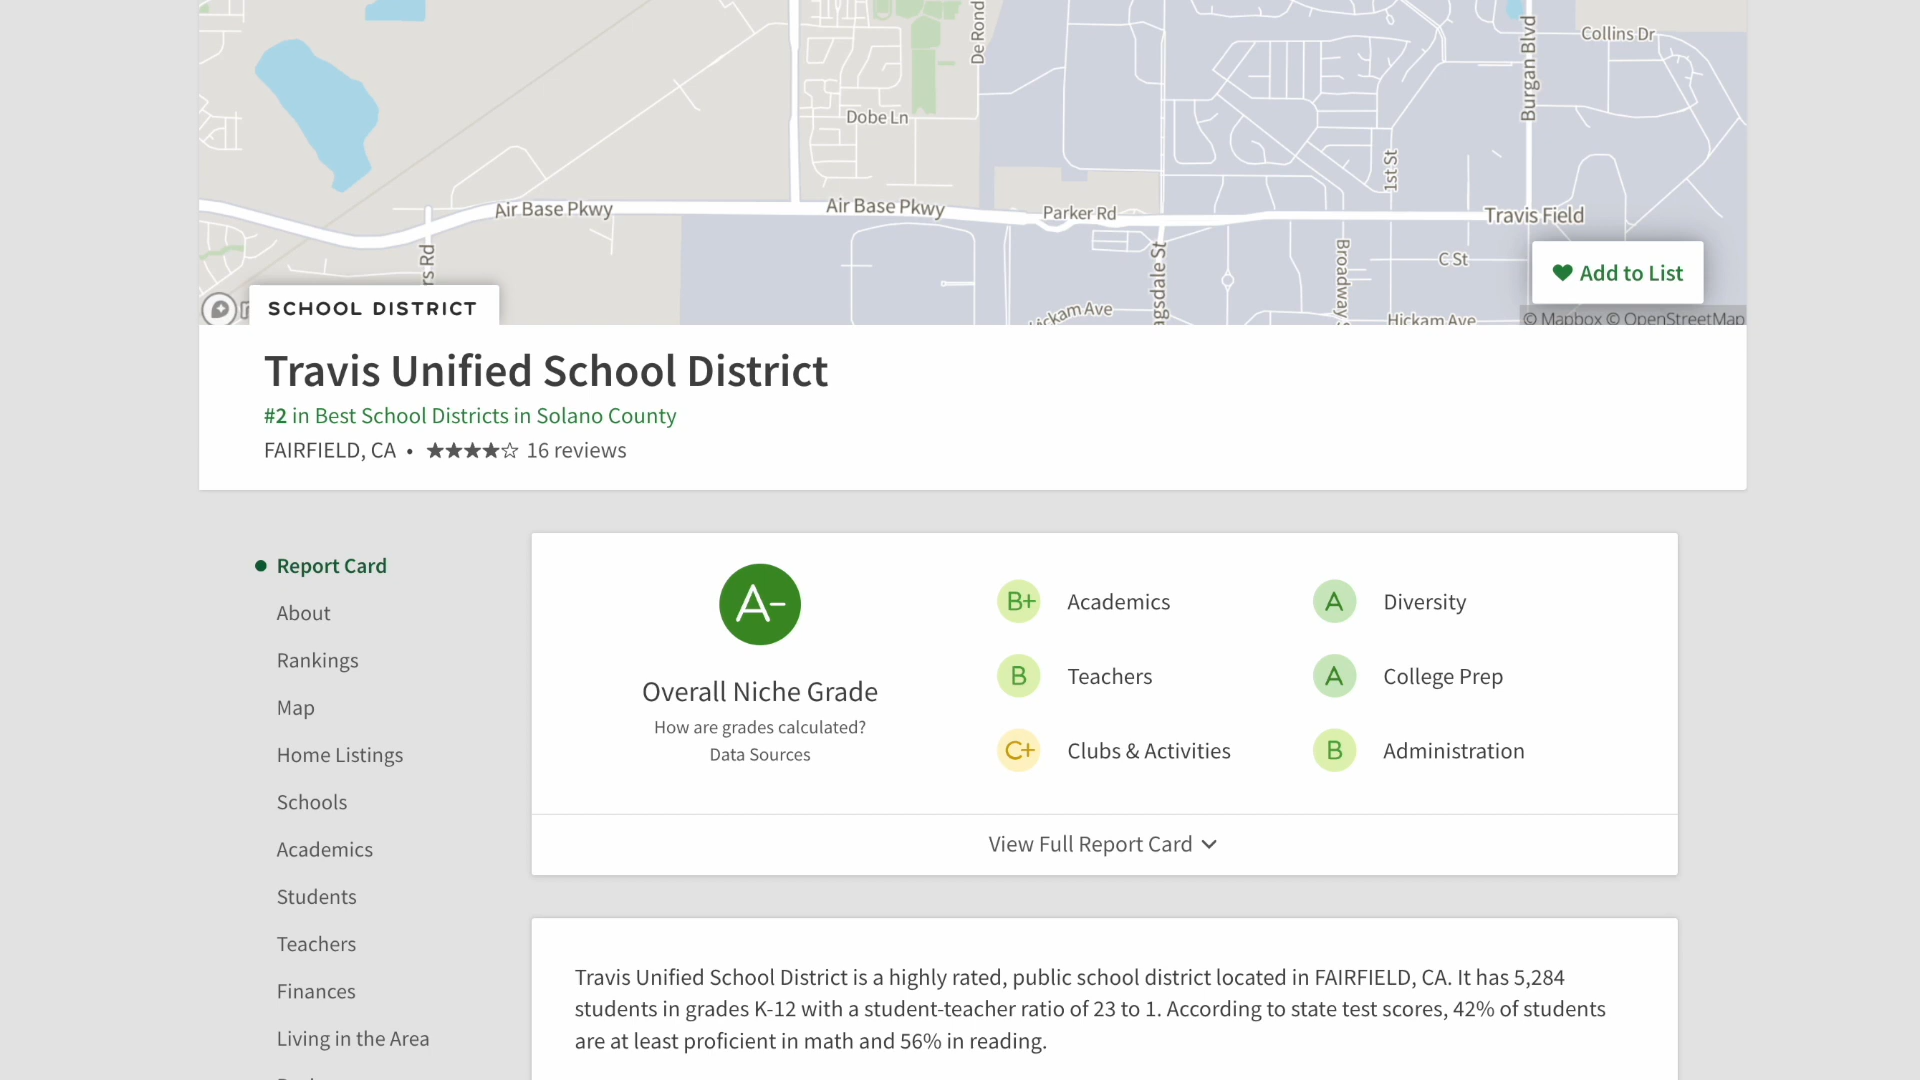 De Rond
Burgan Blvd
Collins Dr
Dobe Ln
1st St
Air Base Pkwy
Air Base Pkwy
Parker Rd
Travis Field
rs Rd
agsdale St
Broadway S
C St
Add to List
ickam Ave
Hickam Ave
© Mapbox © OpenStreetMap
SCHOOL DISTRICT
Travis Unified School District
#2 in Best School Districts in Solano County
FAIRFIELD, CA • ★★★★☆ 16 reviews
Report Card
About
Rankings
Map
Home Listings
Schools
Academics
Students
Teachers
Finances
Living in the Area
A-
Overall Niche Grade
How are grades calculated?
Data Sources
B+ Academics
A Diversity
B Teachers
A College Prep
C+ Clubs & Activities
B Administration
View Full Report Card
Travis Unified School District is a highly rated, public school district located in FAIRFIELD, CA. It has 5,284
students in grades K-12 with a student-teacher ratio of 23 to 1. According to state test scores, 42% of students
are at least proficient in math and 56% in reading.